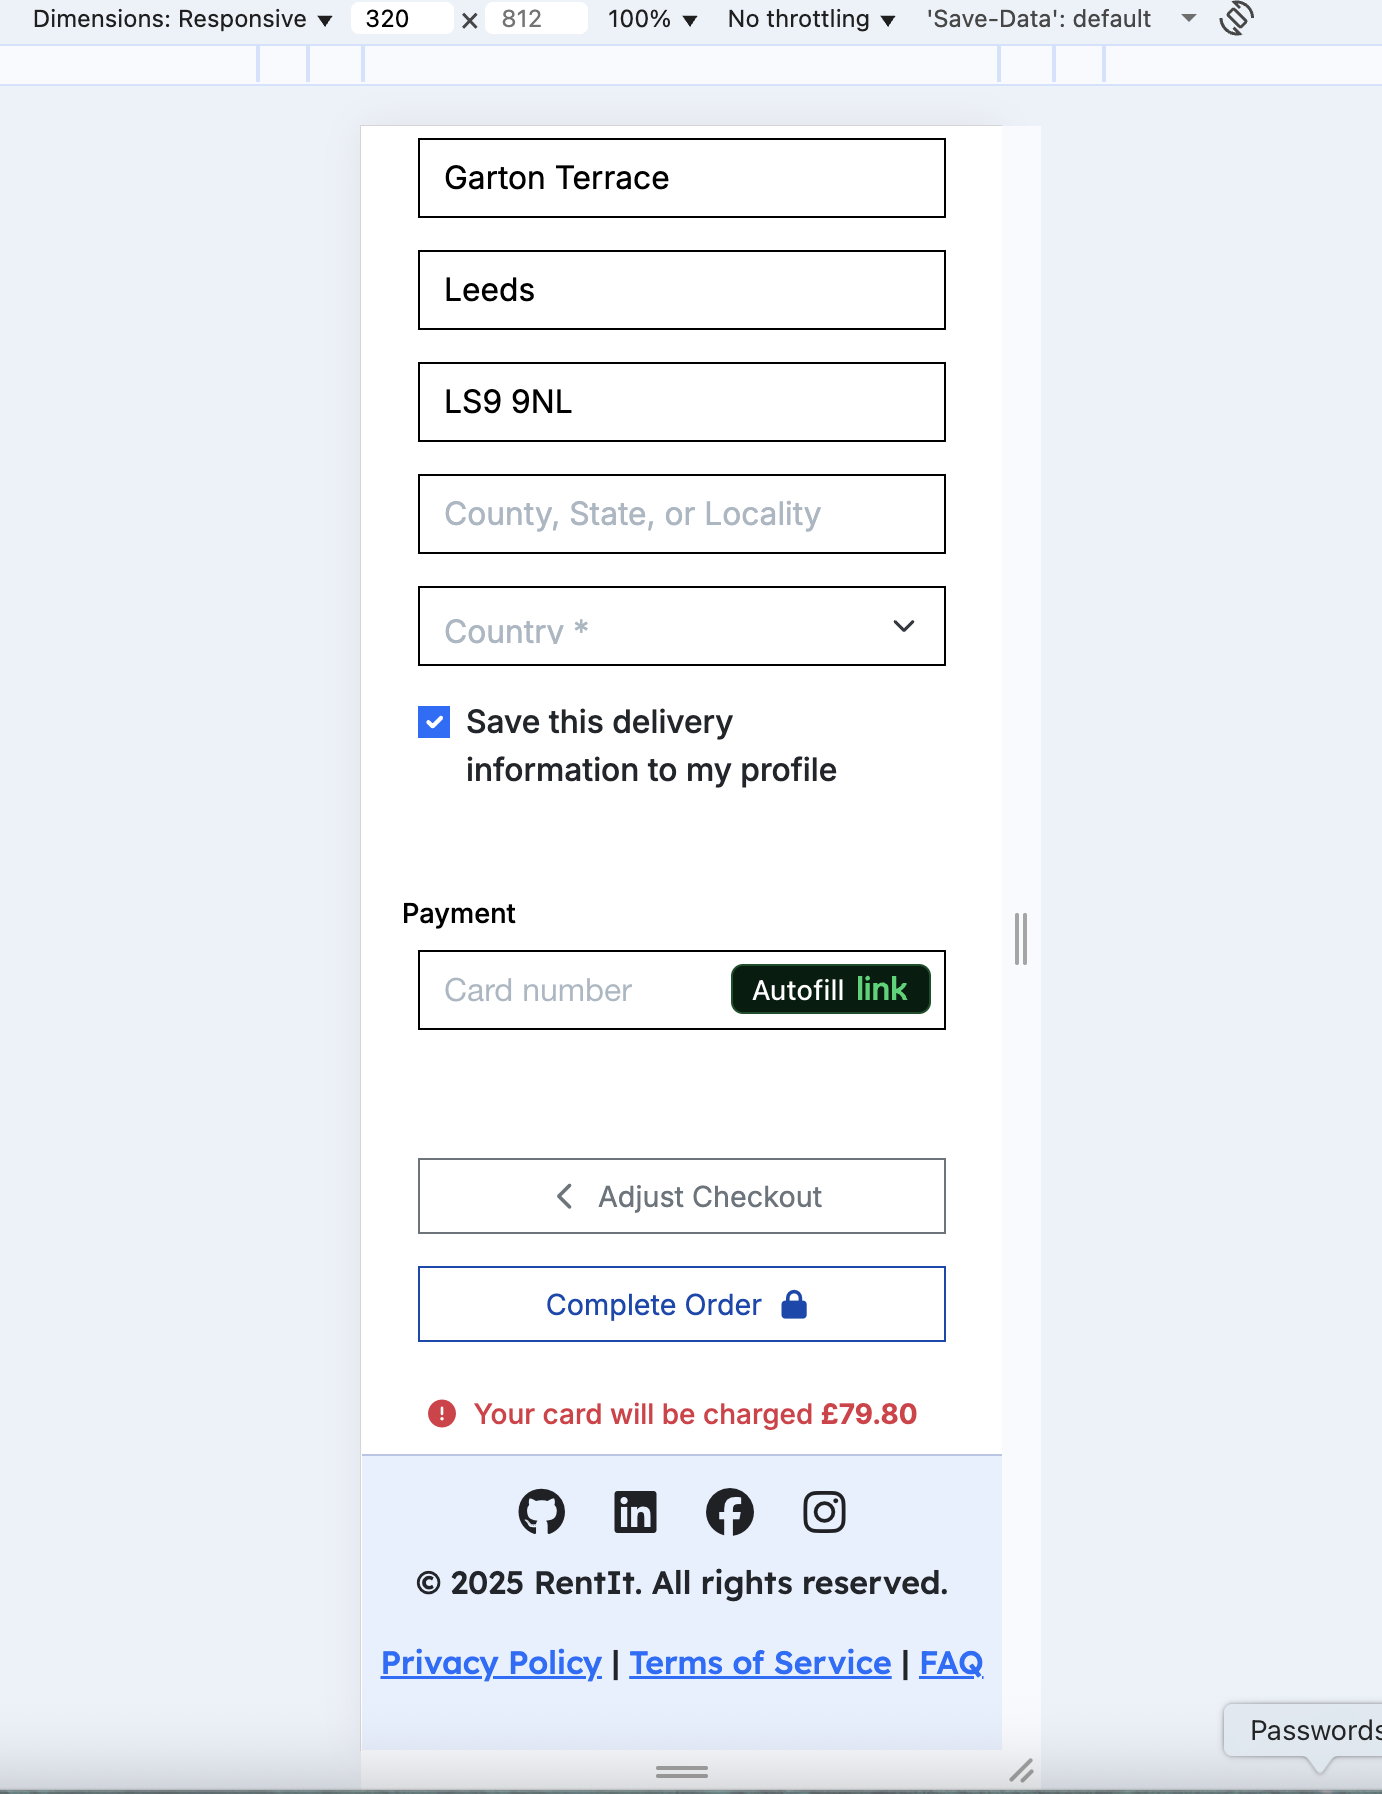 Dimensions: Responsive ▼ 320 × 812 100% ▼ No throttling ▼ 'Save-Data': default
Garton Terrace
Leeds
LS9 9NL
County, State, or Locality
Country *
Save this delivery
information to my profile
Payment
Card number Autofill link
Adjust Checkout
Complete Order
Your card will be charged £79.80
© 2025 RentIt. All rights reserved.
Privacy Policy | Terms of Service | FAQ
Passwords